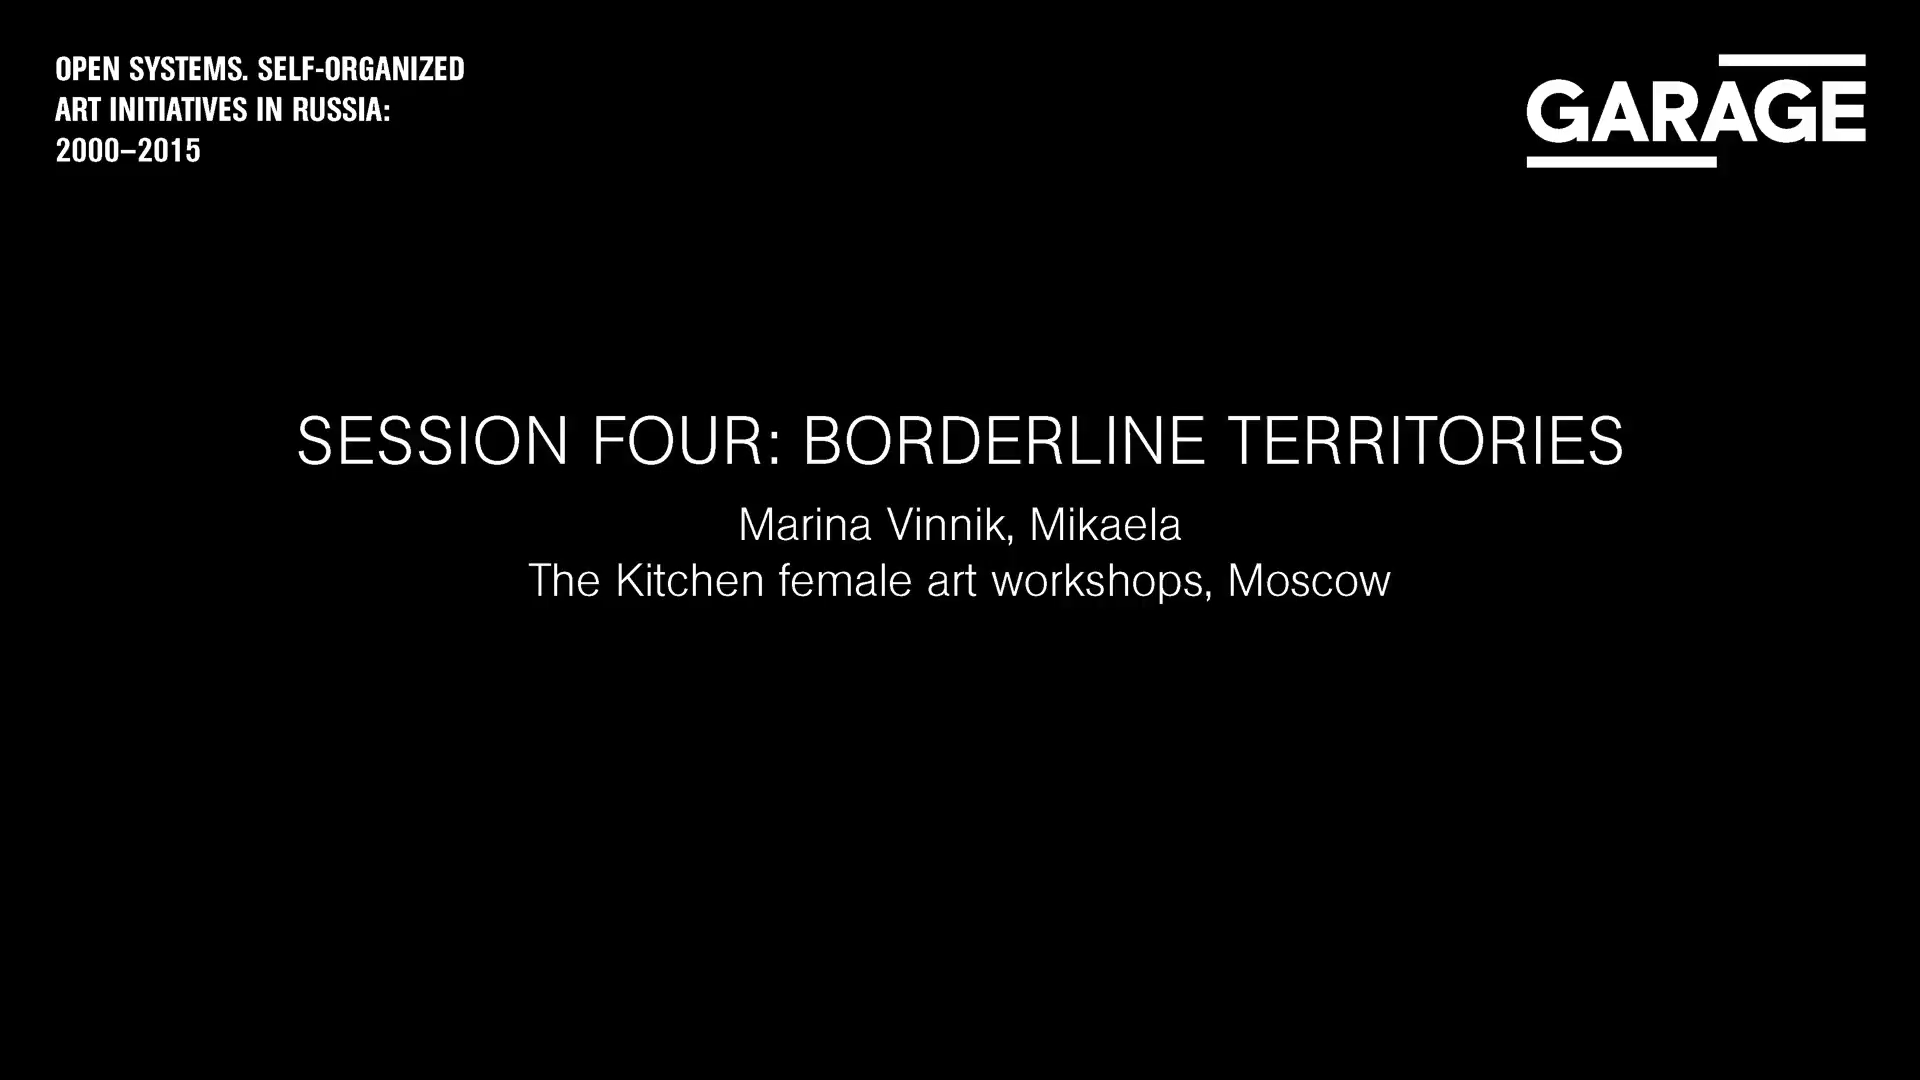 OPEN SYSTEMS. SELF-ORGANIZED
ART INITIATIVES IN RUSSIA:
2000–2015
GARAGE
SESSION FOUR: BORDERLINE TERRITORIES
Marina Vinnik, Mikaela
The Kitchen female art workshops, Moscow